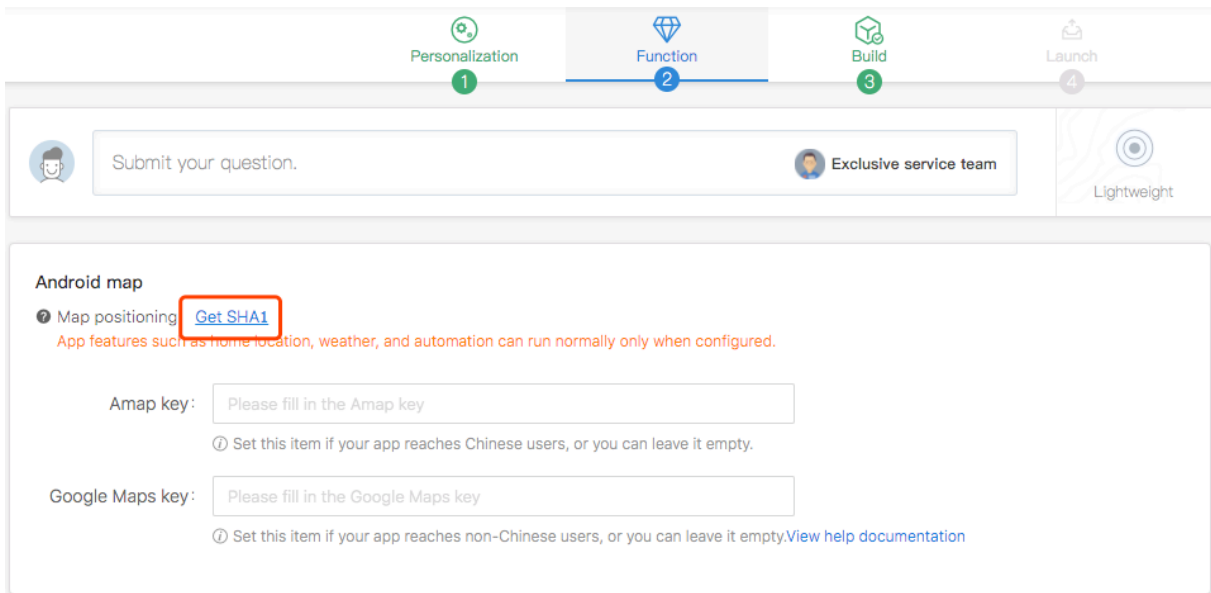 Personalization
Function
Build
Launch
1
2
3
4
Submit your question.
Exclusive service team
Lightweight
Android map
Map positioning Get SHA1
App features such as home location, weather, and automation can run normally only when configured.
Amap key:
Please fill in the Amap key
Set this item if your app reaches Chinese users, or you can leave it empty.
Google Maps key:
Please fill in the Google Maps key
Set this item if your app reaches non-Chinese users, or you can leave it empty.View help documentation